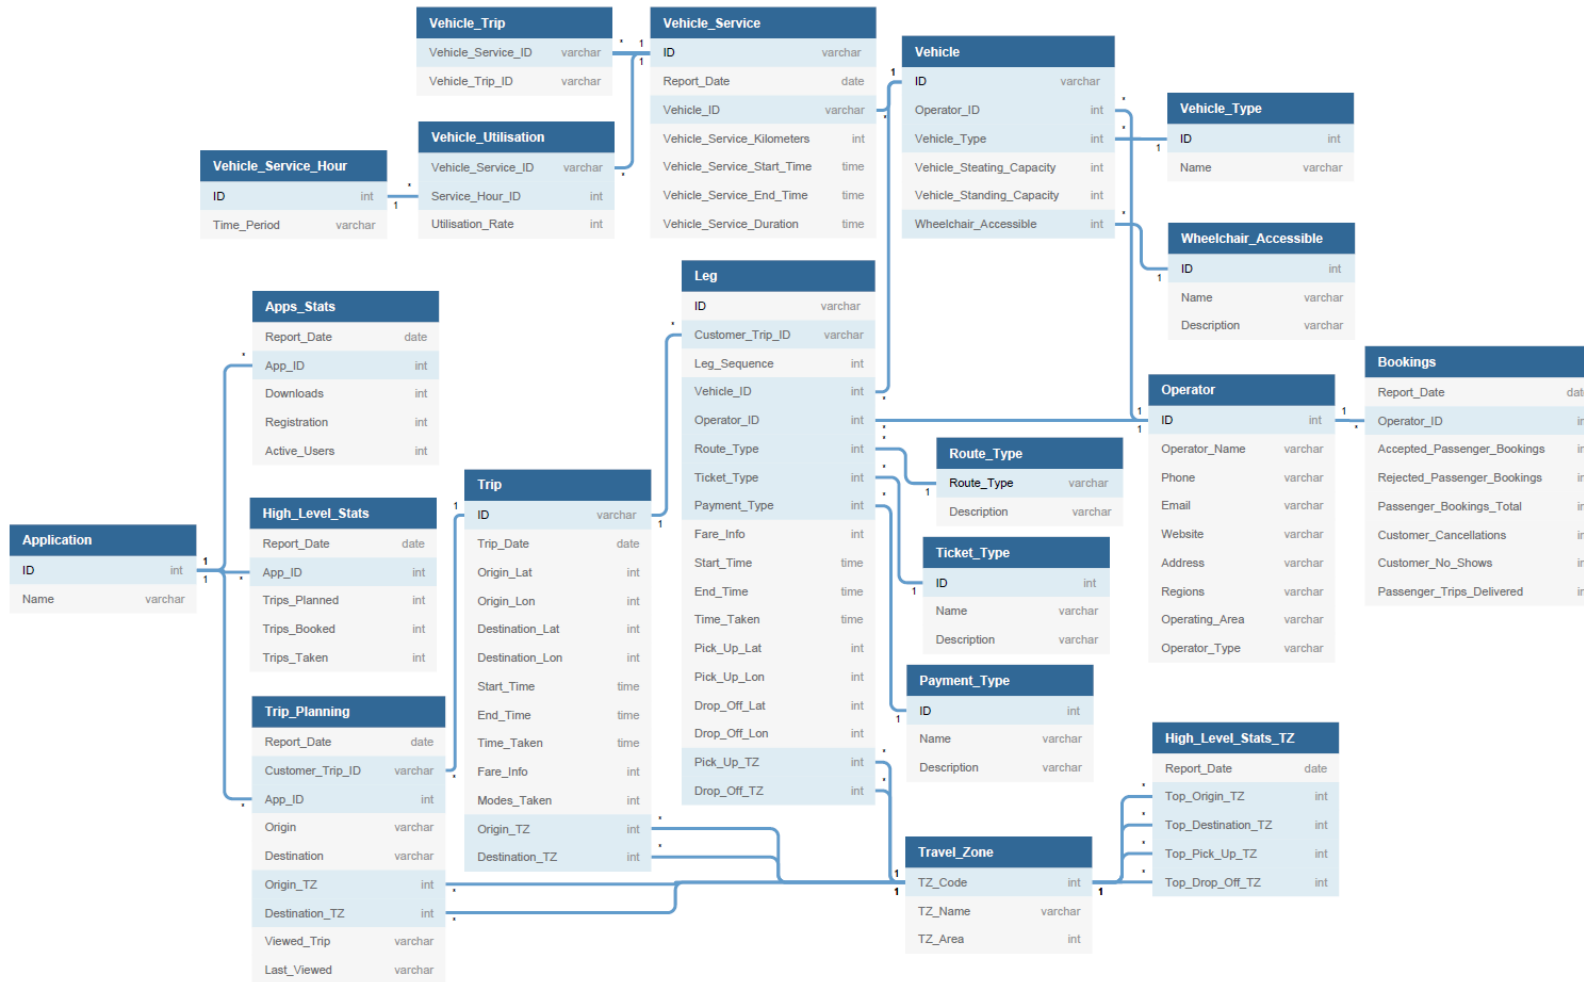 Vehicle_Trip
Vehicle_Service_ID varchar
Vehicle_Trip_ID varchar
Vehicle_Service
ID varchar
Report_Date date
Vehicle_ID varchar
Vehicle_Service_Kilometers int
Vehicle_Service_Start_Time time
Vehicle_Service_End_Time time
Vehicle_Service_Duration time
Vehicle
ID varchar
Operator_ID int
Vehicle_Type int
Vehicle_Steating_Capacity int
Vehicle_Standing_Capacity int
Wheelchair_Accessible int
Vehicle_Type
ID int
Name varchar
Vehicle_Utilisation
Vehicle_Service_ID varchar
Service_Hour_ID int
Utilisation_Rate int
Vehicle_Service_Hour
ID int
Time_Period varchar
Wheelchair_Accessible
ID int
Name varchar
Description varchar
Apps_Stats
Report_Date date
App_ID int
Downloads int
Registration int
Active_Users int
Leg
ID varchar
Customer_Trip_ID varchar
Leg_Sequence int
Vehicle_ID int
Operator_ID int
Route_Type int
Ticket_Type int
Payment_Type int
Fare_Info int
Start_Time time
End_Time time
Time_Taken time
Pick_Up_Lat int
Pick_Up_Lon int
Drop_Off_Lat int
Drop_Off_Lon int
Pick_Up_TZ int
Drop_Off_TZ int
Operator
ID int
Operator_Name varchar
Phone varchar
Email varchar
Website varchar
Address varchar
Regions varchar
Operating_Area varchar
Operator_Type varchar
Bookings
Report_Date dat
Operator_ID in
Accepted_Passenger_Bookings in
Rejected_Passenger_Bookings in
Passenger_Bookings_Total in
Customer_Cancellations in
Customer_No_Shows in
Passenger_Trips_Delivered in
Route_Type
Route_Type varchar
Description varchar
Trip
ID varchar
Trip_Date date
Origin_Lat int
Origin_Lon int
Destination_Lat int
Destination_Lon int
Start_Time time
End_Time time
Time_Taken time
Fare_Info int
Modes_Taken int
Origin_TZ int
Destination_TZ int
High_Level_Stats
Report_Date date
App_ID int
Trips_Planned int
Trips_Booked int
Trips_Taken int
Application
ID int
Name varchar
Ticket_Type
ID int
Name varchar
Description varchar
Payment_Type
ID int
Name varchar
Description varchar
Trip_Planning
Report_Date date
Customer_Trip_ID varchar
App_ID int
Origin varchar
Destination varchar
Origin_TZ int
Destination_TZ int
Viewed_Trip varchar
Last_Viewed varchar
High_Level_Stats_TZ
Report_Date date
Top_Origin_TZ int
Top_Destination_TZ int
Top_Pick_Up_TZ int
Top_Drop_Off_TZ int
Travel_Zone
TZ_Code int
TZ_Name varchar
TZ_Area int